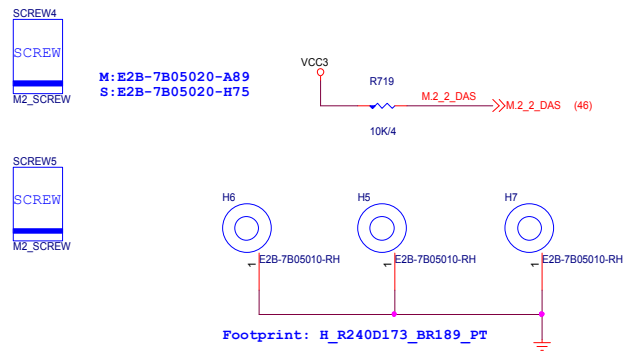 SCREW4
SCREW
M2_SCREW
M:E2B-7B05020-A89
S:E2B-7B05020-H75
VCC3
R719
10K/4
M.2_2_DAS
M.2_2_DAS (46)
SCREW5
SCREW
M2_SCREW
H6
H5
H7
1
E2B-7B05010-RH
1
E2B-7B05010-RH
1
E2B-7B05010-RH
Footprint: H_R240D173_BR189_PT